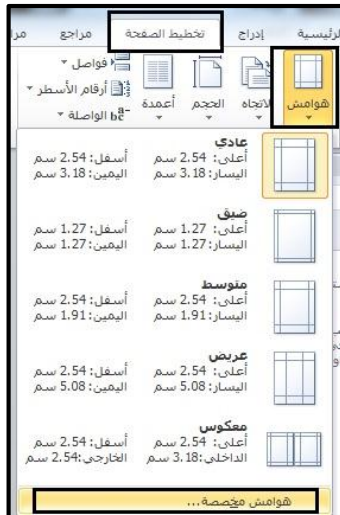 الرئيسية إدراج تخطيط الصفحة مراجع
هوامش الاتجاه الحجم أعمدة
فواصل
أرقام الأسطر
الواصلة
عادي
أعلى: 2.54 سم أسفل: 2.54 سم
اليسار: 3.18 سم اليمين: 3.18 سم
ضيق
أعلى: 1.27 سم أسفل: 1.27 سم
اليسار: 1.27 سم اليمين: 1.27 سم
متوسط
أعلى: 2.54 سم أسفل: 2.54 سم
اليسار: 1.91 سم اليمين: 1.91 سم
عريض
أعلى: 2.54 سم أسفل: 2.54 سم
اليسار: 5.08 سم اليمين: 5.08 سم
معكوس
أعلى: 2.54 سم أسفل: 2.54 سم
الداخلي: 3.18 سم الخارجي: 2.54 سم
هوامش مخصصة...